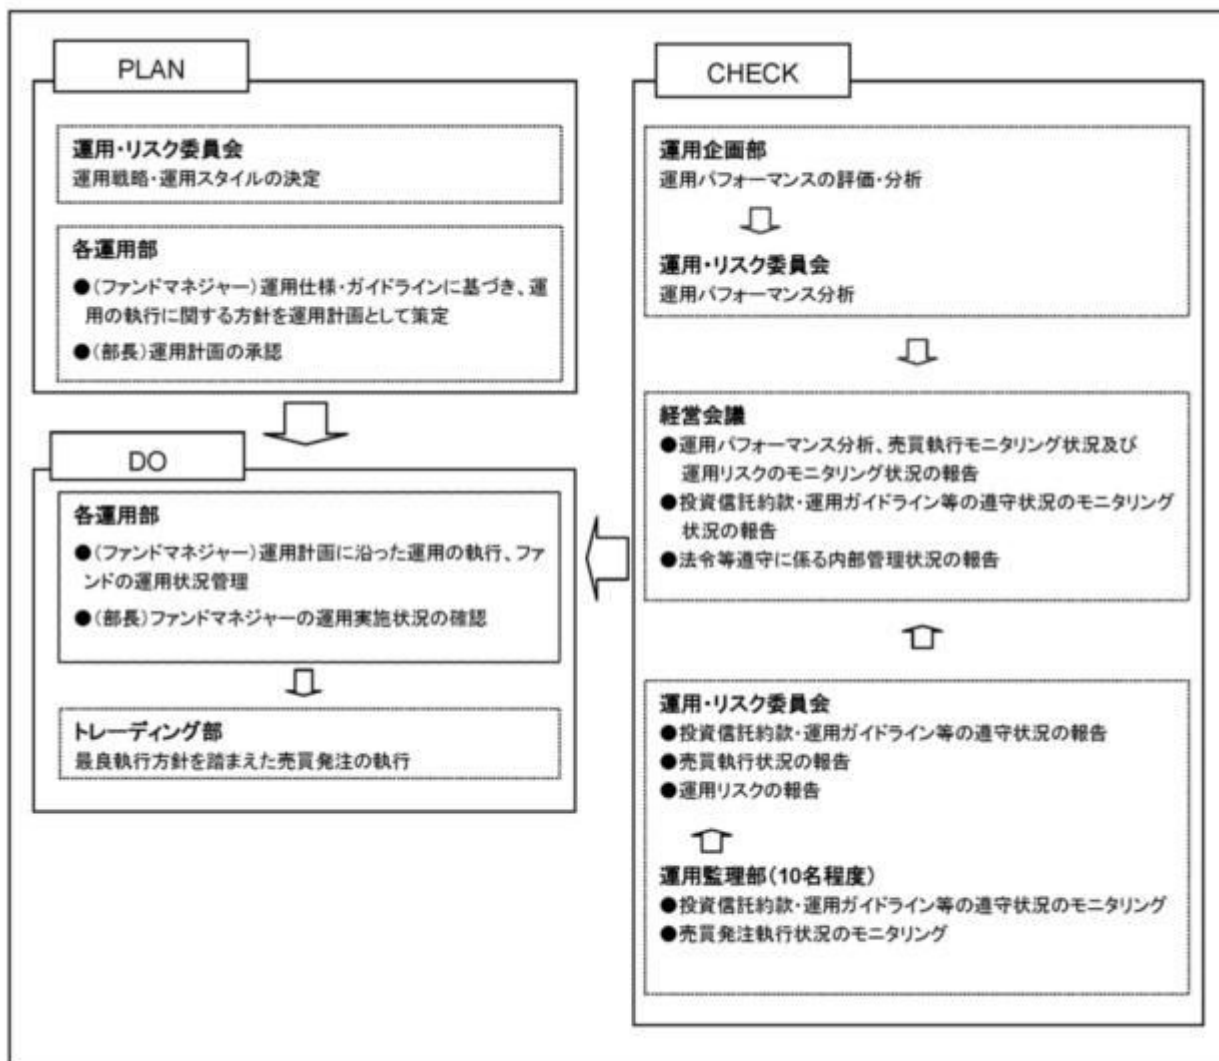 PLAN
運用・リスク委員会
運用戦略・運用スタイルの決定
各運用部
●(ファンドマネジャー)運用仕様・ガイドラインに基づき、運
用の執行に関する方針を運用計画として策定
●(部長)運用計画の承認
DO
各運用部
●(ファンドマネジャー)運用計画に沿った運用の執行、ファ
ンドの運用状況管理
●(部長)ファンドマネジャーの運用実施状況の確認
トレーディング部
最良執行方針を踏まえた売買発注の執行
CHECK
運用企画部
運用パフォーマンスの評価・分析
運用・リスク委員会
運用パフォーマンス分析
経営会議
●運用パフォーマンス分析、売買執行モニタリング状況及び
運用リスクのモニタリング状況の報告
●投資信託約款・運用ガイドライン等の遵守状況のモニタリング
状況の報告
●法令等遵守に係る内部管理状況の報告
運用・リスク委員会
●投資信託約款・運用ガイドライン等の遵守状況の報告
●売買執行状況の報告
●運用リスクの報告
運用監理部(10名程度)
●投資信託約款・運用ガイドライン等の遵守状況のモニタリング
●売買発注執行状況のモニタリング